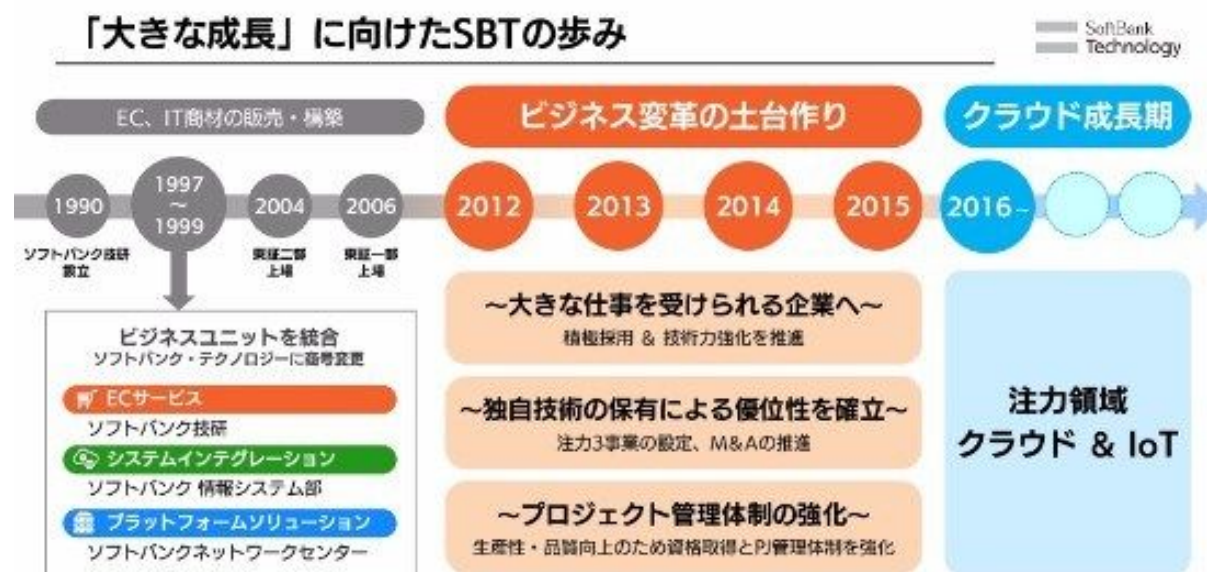 「大きな成長」に向けたSBTの歩み
SoftBank
Technology
EC、IT商材の販売・構築
ビジネス変革の土台作り
クラウド成長期
1990
1997
～
1999
2004
2006
2012
2013
2014
2015
2016～
ソフトバンク技研
設立
東証二部
上場
東証一部
上場
ビジネスユニットを統合
ソフトバンク・テクノロジーに商号変更
ECサービス
ソフトバンク技研
システムインテグレーション
ソフトバンク 情報システム部
プラットフォームソリューション
ソフトバンクネットワークセンター
～大きな仕事を受けられる企業へ～
積極採用 & 技術力強化を推進
～独自技術の保有による優位性を確立～
注力3事業の設定、M&Aの推進
～プロジェクト管理体制の強化～
生産性・品質向上のため資格取得とPJ管理体制を強化
注力領域
クラウド & IoT